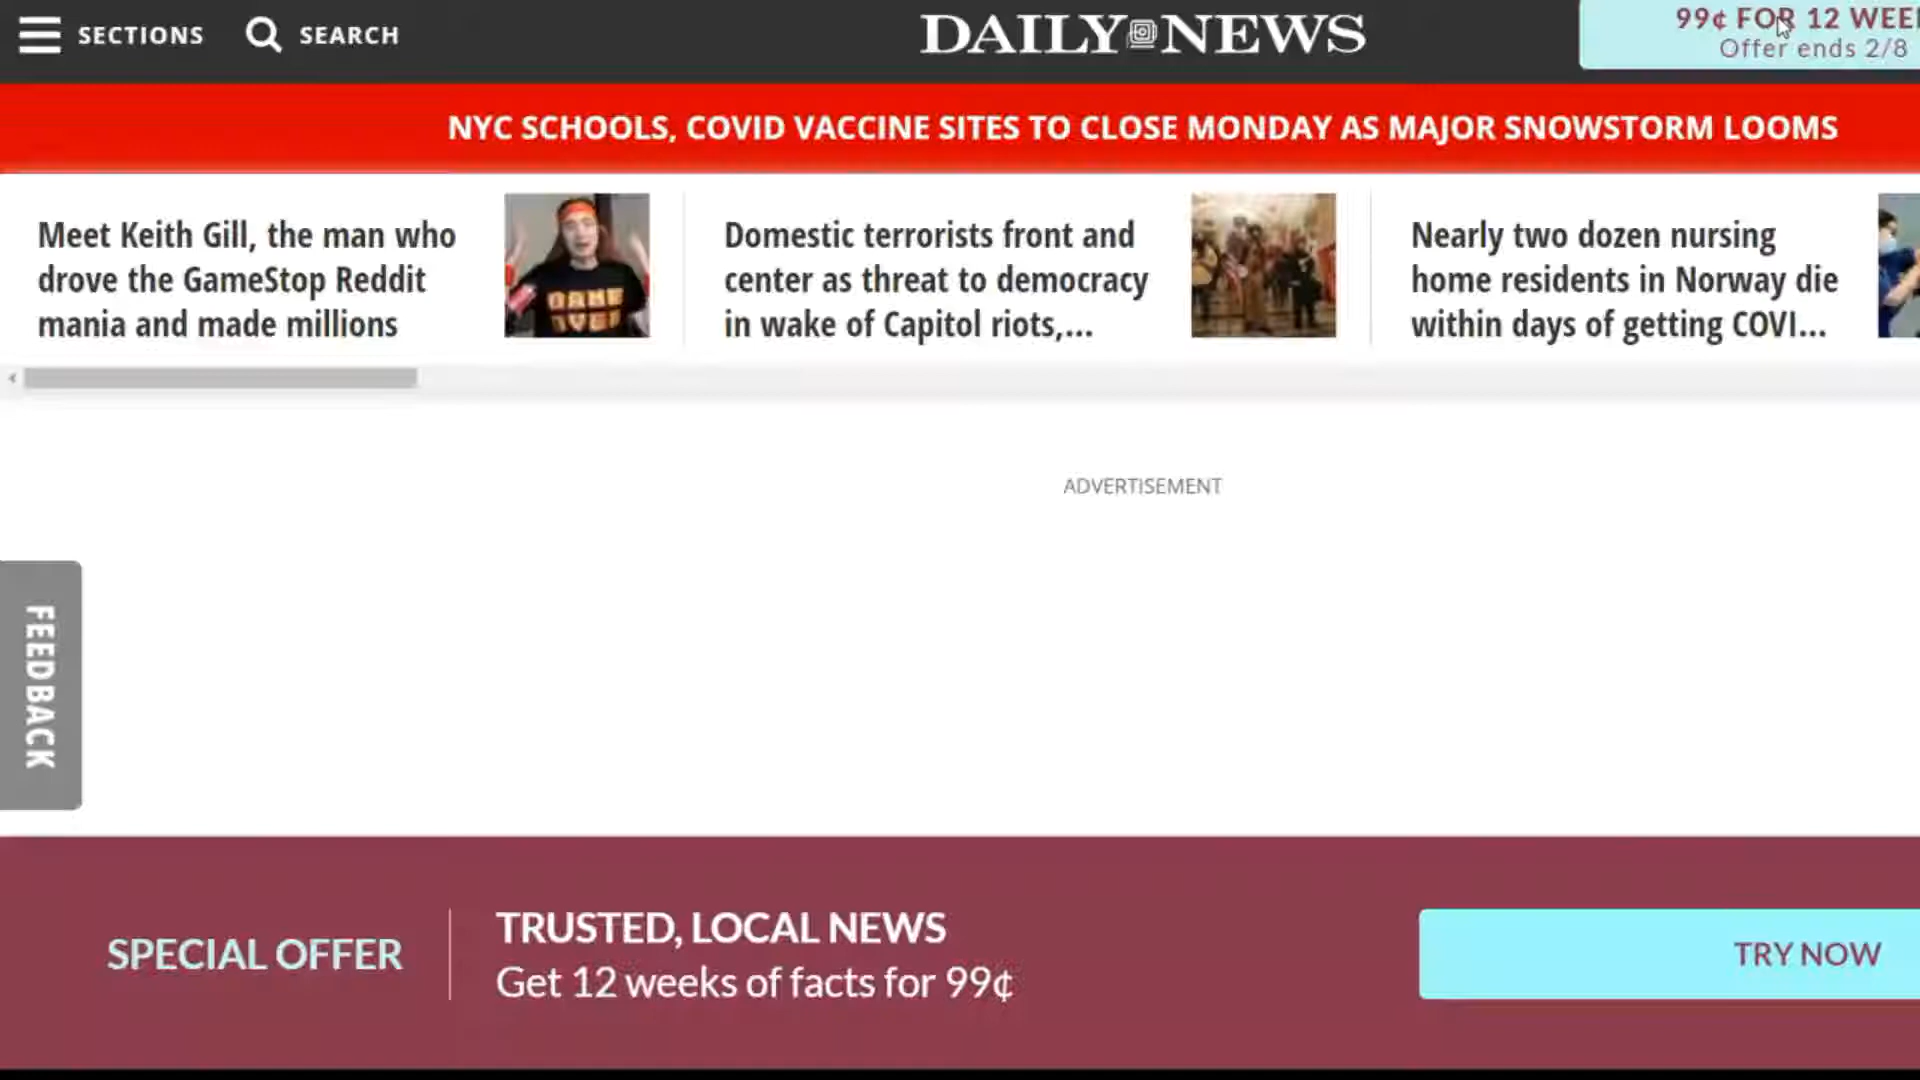 SECTIONS
SEARCH
DAILY NEWS
99¢ FOR 12
Offer ends 2/8
NYC SCHOOLS, COVID VACCINE SITES TO CLOSE MONDAY AS MAJOR SNOWSTORM LOOMS
Meet Keith Gill, the man who
drove the GameStop Reddit
mania and made millions
GAME
OVER
Domestic terrorists front and
center as threat to democracy
in wake of Capitol riots,...
Nearly two dozen nursing
home residents in Norway die
within days of getting COVI...
ADVERTISEMENT
FEEDBACK
SPECIAL OFFER
TRUSTED, LOCAL NEWS
Get 12 weeks of facts for 99¢
TRY NOW